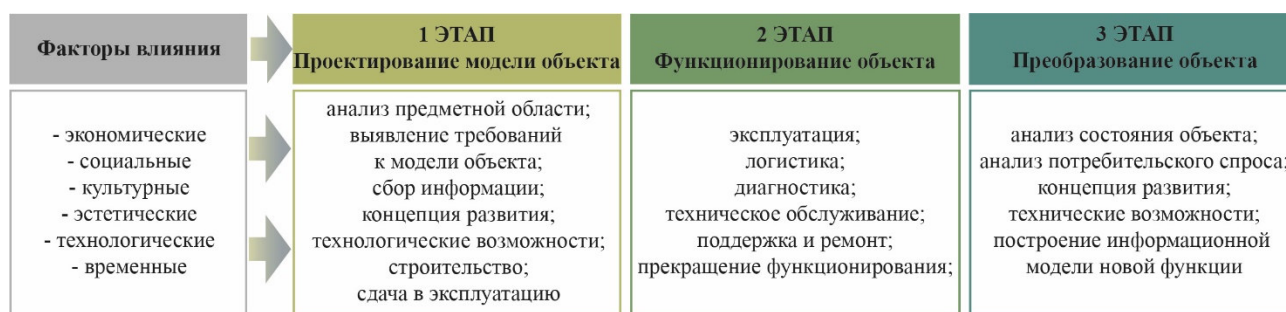 Факторы влияния
- экономические
- социальные
- культурные
- эстетические
- технологические
- временные
1 ЭТАП
Проектирование модели объекта
анализ предметной области;
выявление требований
к модели объекта;
сбор информации;
концепция развития;
технологические возможности;
строительство;
сдача в эксплуатацию
2 ЭТАП
Функционирование объекта
эксплуатация;
логистика;
диагностика;
техническое обслуживание;
поддержка и ремонт;
прекращение функционирования;
3 ЭТАП
Преобразование объекта
анализ состояния объекта;
анализ потребительского спроса;
концепция развития;
технические возможности;
построение информационной
модели новой функции